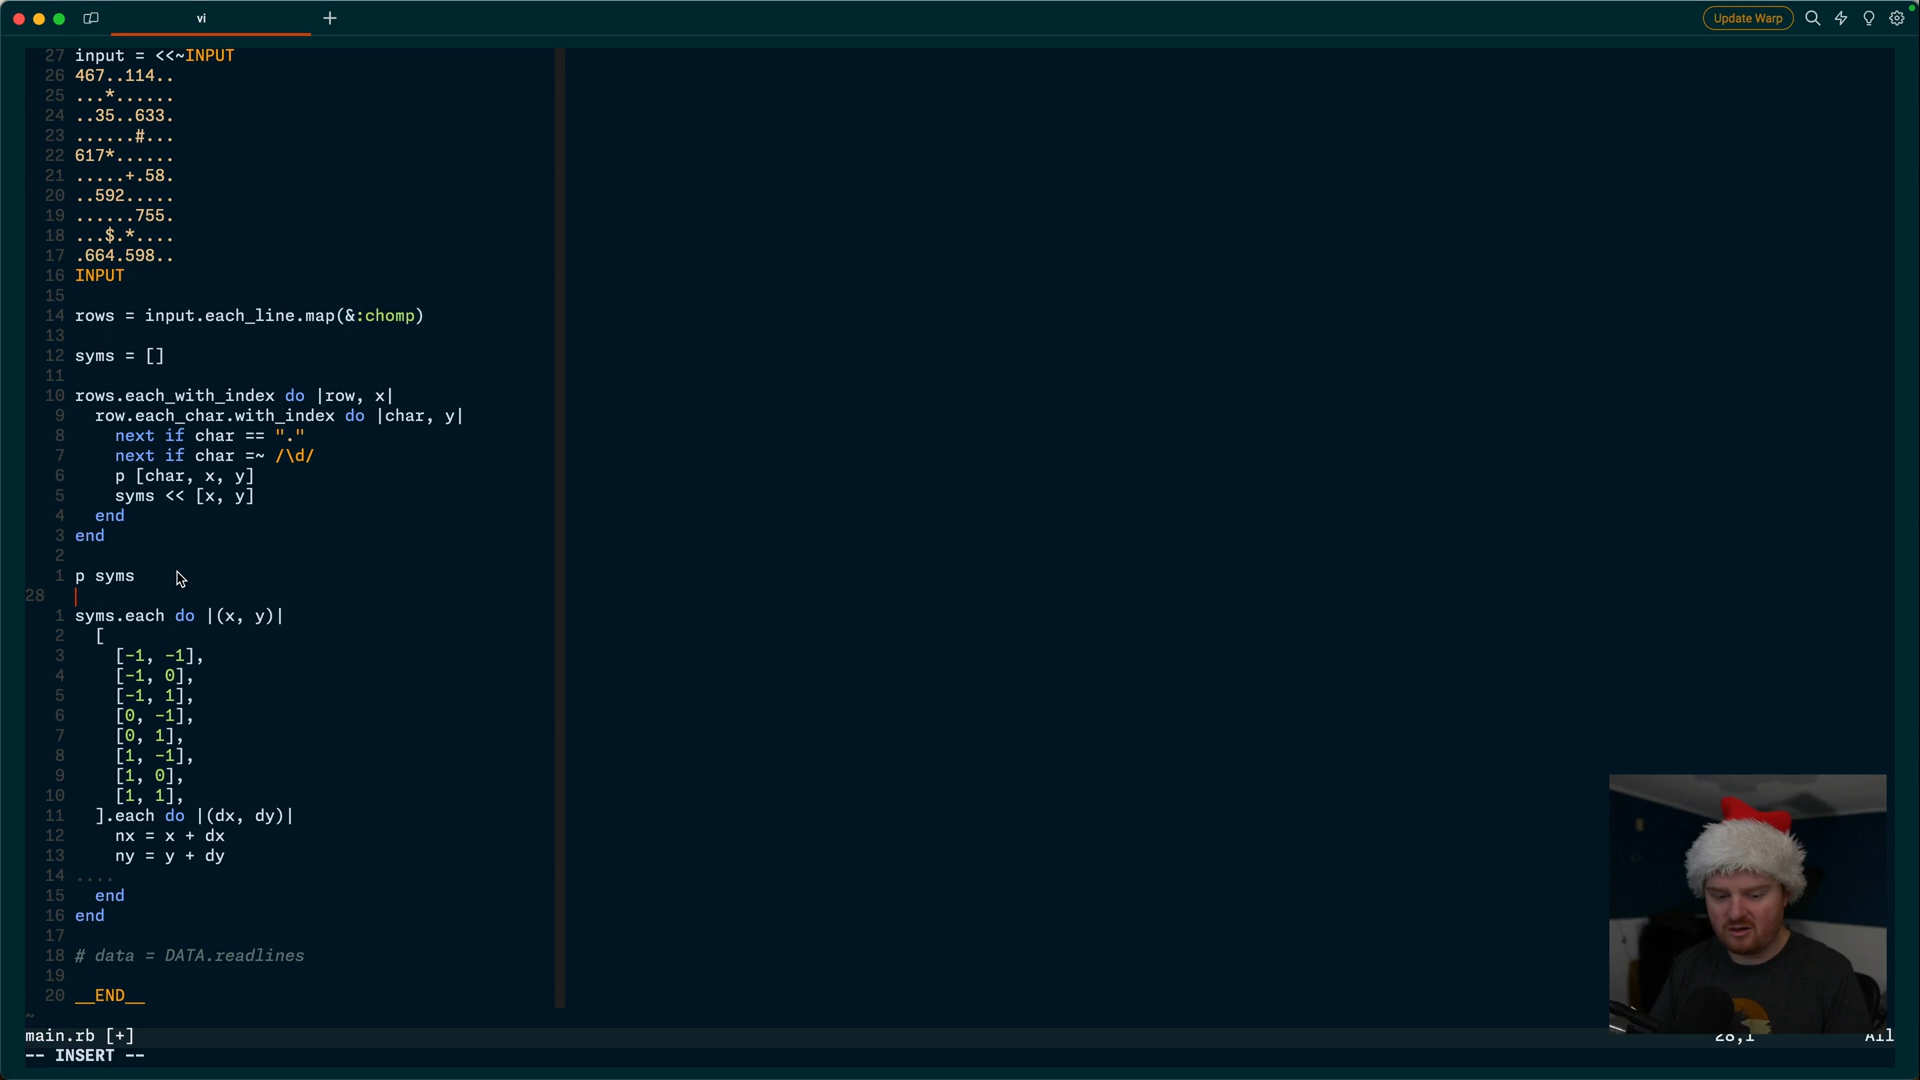 vi
Update Warp
27 input = <<~INPUT
26 467..114..
25 ...*......
24 ..35..633.
23 ......#...
22 617*......
21 .....+.58.
20 ..592.....
19 ......755.
18 ...$.*....
17 .664.598..
16 INPUT
15
14 rows = input.each_line.map(&:chomp)
13
12 syms = []
11
10 rows.each_with_index do |row, x|
9   row.each_char.with_index do |char, y|
8     next if char == "."
7     next if char =~ /\d/
6     p [char, x, y]
5     syms << [x, y]
4   end
3 end
2
1 p syms
28
1 syms.each do |(x, y)|
2   [
3     [-1, -1],
4     [-1, 0],
5     [-1, 1],
6     [0, -1],
7     [0, 1],
8     [1, -1],
9     [1, 0],
10     [1, 1],
11   ].each do |(dx, dy)|
12     nx = x + dx
13     ny = y + dy
14 ....
15   end
16 end
17
18 # data = DATA.readlines
19
20 __END__
~
main.rb [+] 28,1 All
-- INSERT --